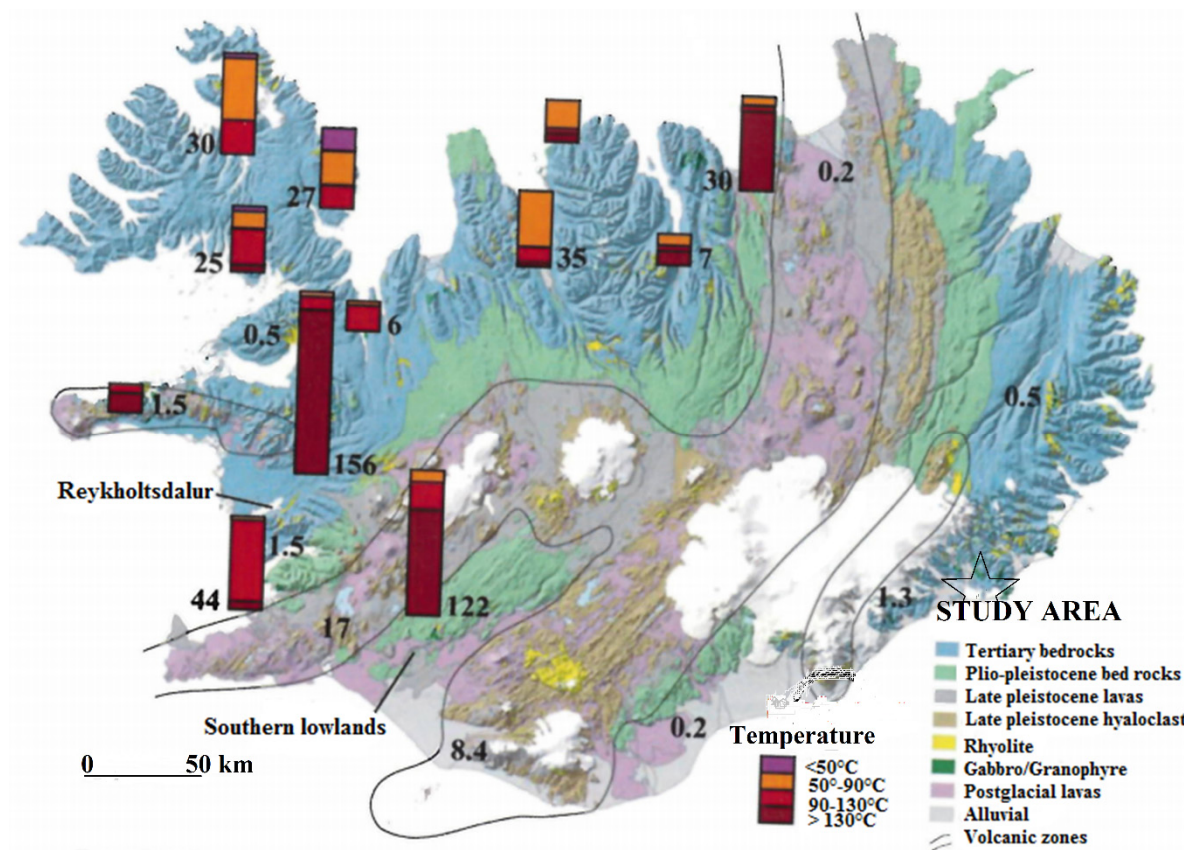 30
27
25
35
7
30
0.2
0.5
6
1.5
156
0.5
Reykholtsdalur
1.5
44
122
17
1.3
STUDY AREA
Southern lowlands
8.4
0.2
0 50 km
Temperature
<50°C
50°-90°C
90-130°C
> 130°C
Tertiary bedrocks
Plio-pleistocene bed rocks
Late pleistocene lavas
Late pleistocene hyaloclast
Rhyolite
Gabbro/Granophyre
Postglacial lavas
Alluvial
Volcanic zones